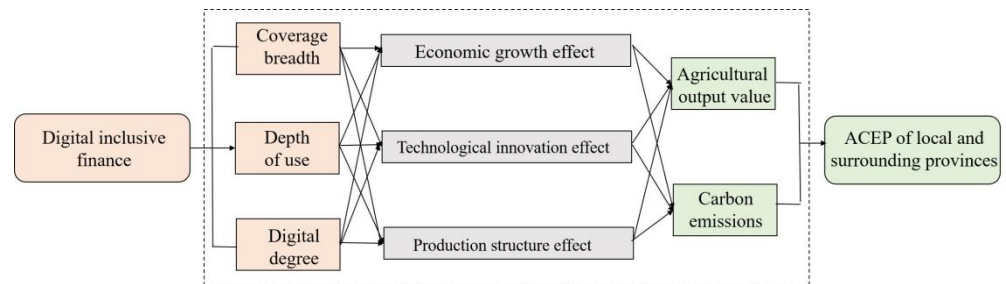 Digital inclusive
finance
Coverage
breadth
Depth
of use
Digital
degree
Economic growth effect
Technological innovation effect
Production structure effect
Agricultural
output value
Carbon
emissions
ACEP of local and
surrounding provinces